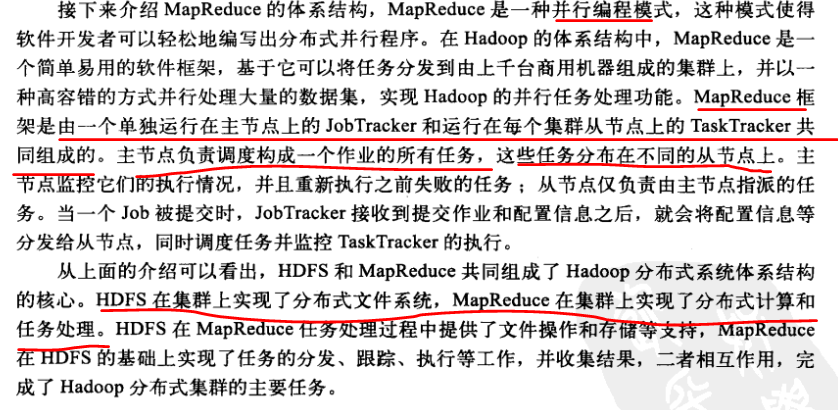 接下来介绍 MapReduce 的体系结构，MapReduce 是一种并行编程模式，这种模式使得
软件开发者可以轻松地编写出分布式并行程序。在 Hadoop 的体系结构中，MapReduce 是一
个简单易用的软件框架，基于它可以将任务分发到由上千台商用机器组成的集群上，并以一
种高容错的方式并行处理大量的数据集，实现 Hadoop 的并行任务处理功能。MapReduce 框
架是由一个单独运行在主节点上的 JobTracker 和运行在每个集群从节点上的 TaskTracker 共
同组成的。主节点负责调度构成一个作业的所有任务，这些任务分布在不同的从节点上。主
节点监控它们的执行情况，并且重新执行之前失败的任务；从节点仅负责由主节点指派的任
务。当一个 Job 被提交时，JobTracker 接收到提交作业和配置信息之后，就会将配置信息等
分发给从节点，同时调度任务并监控 TaskTracker 的执行。
从上面的介绍可以看出，HDFS 和 MapReduce 共同组成了 Hadoop 分布式系统体系结构
的核心。HDFS 在集群上实现了分布式文件系统，MapReduce 在集群上实现了分布式计算和
任务处理。HDFS 在 MapReduce 任务处理过程中提供了文件操作和存储等支持，MapReduce
在 HDFS 的基础上实现了任务的分发、跟踪、执行等工作，并收集结果，二者相互作用，完
成了 Hadoop 分布式集群的主要任务。